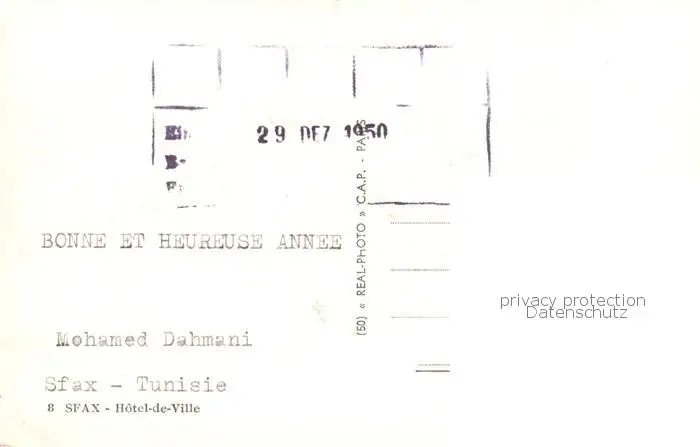 29 DEZ 1950
BONNE ET HEUREUSE ANNEE
Mohamed Dahmani
Sfax - Tunisie
8 SFAX - Hôtel-de-Ville
(50) « REAL-PHOTO » C.A.P. - PARIS
privacy protection
Datenschutz